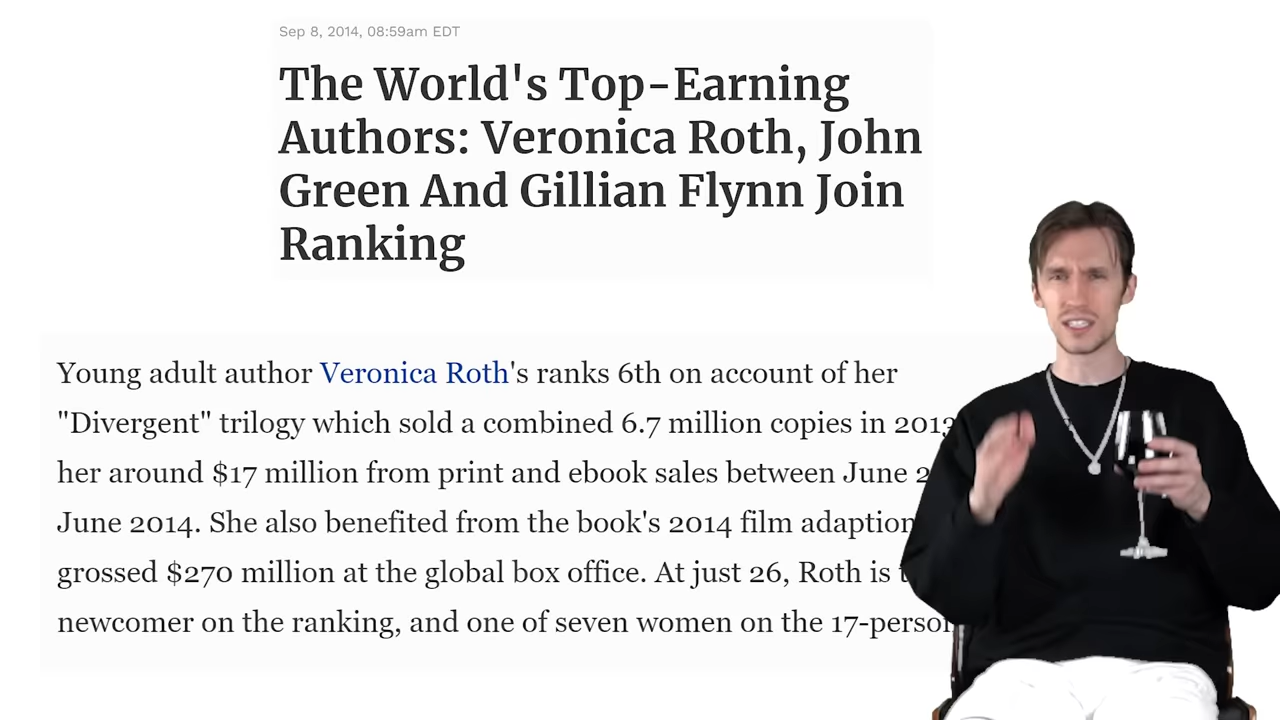 Sep 8, 2014, 08:59am EDT
The World's Top-Earning
Authors: Veronica Roth, John
Green And Gillian Flynn Join
Ranking
Young adult author Veronica Roth's ranks 6th on account of her
"Divergent" trilogy which sold a combined 6.7 million copies in 2013
her around $17 million from print and ebook sales between June
June 2014. She also benefited from the book's 2014 film adaption
grossed $270 million at the global box office. At just 26, Roth is
newcomer on the ranking, and one of seven women on the